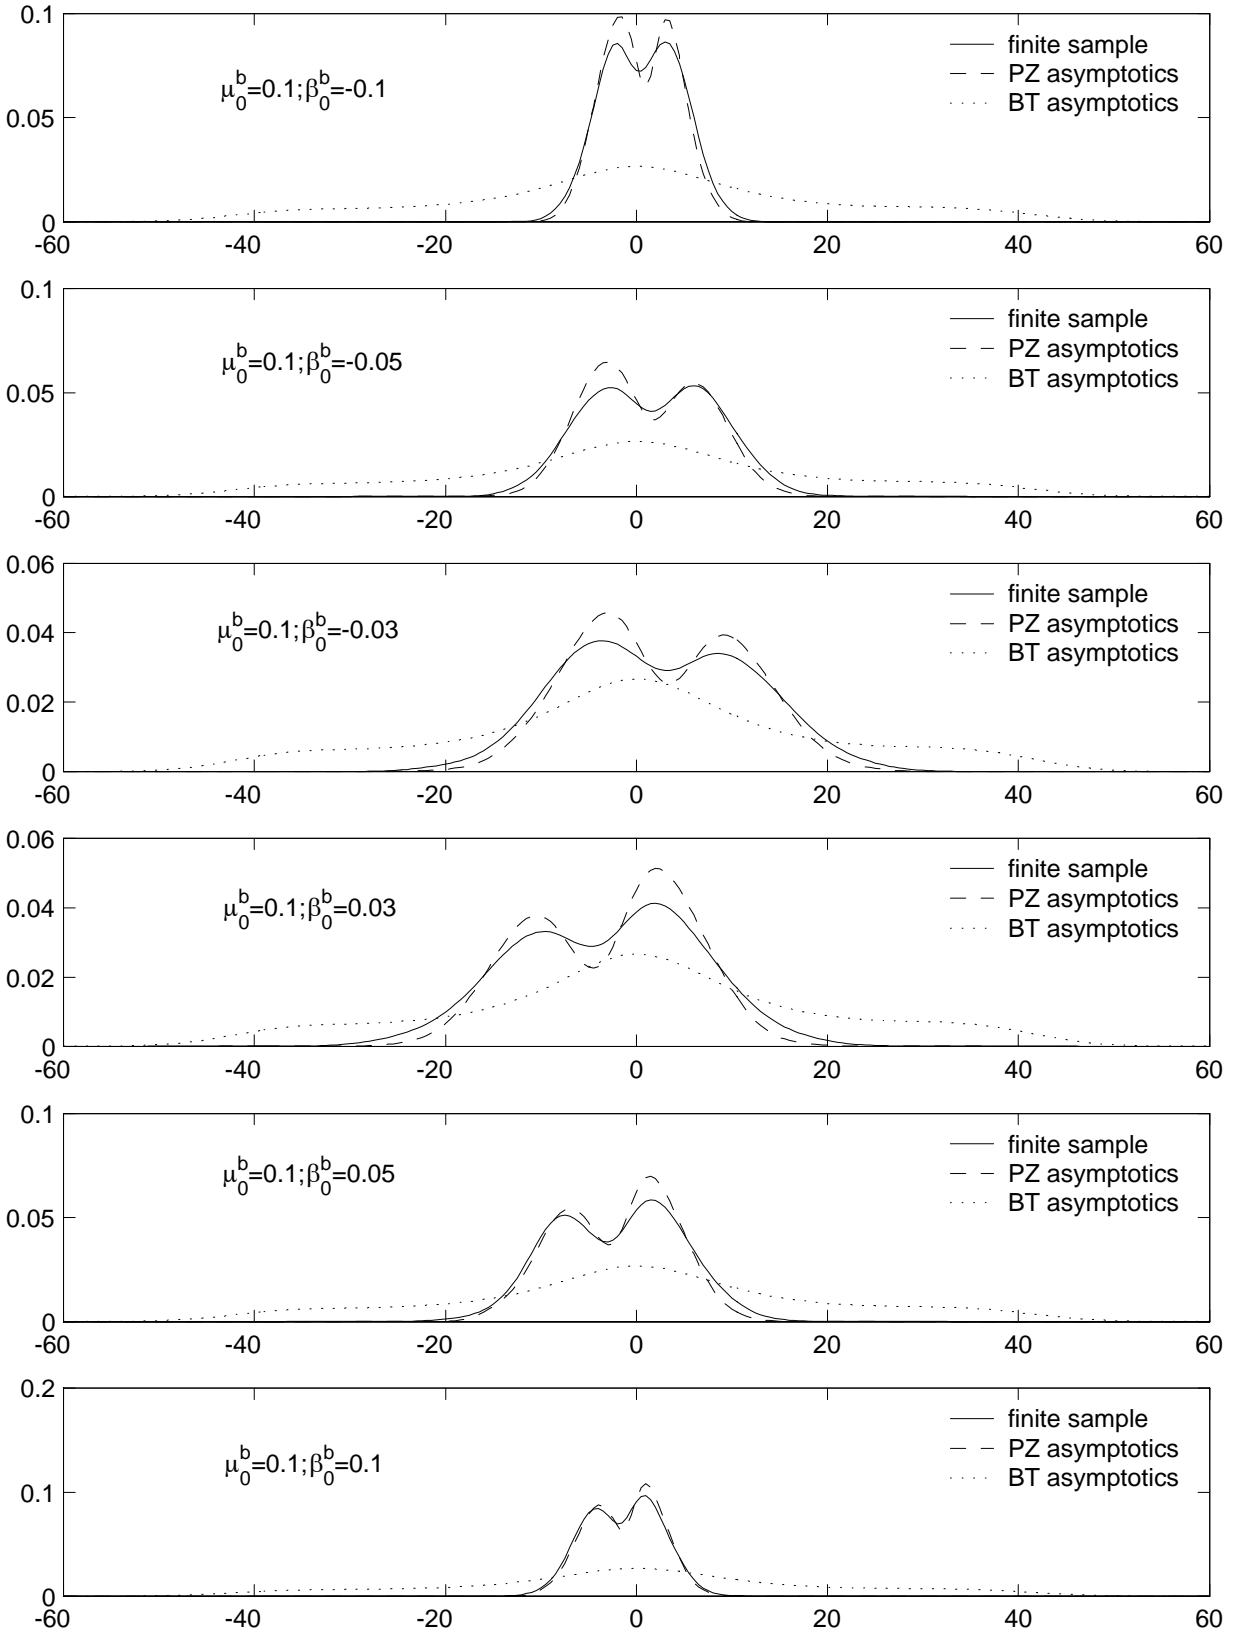 0.1
finite sample
PZ asymptotics
BT asymptotics
μ₀ᵇ=0.1;β₀ᵇ=-0.1
0.05
0
-60 -40 -20 0 20 40 60
0.1
finite sample
PZ asymptotics
BT asymptotics
μ₀ᵇ=0.1;β₀ᵇ=-0.05
0.05
0
-60 -40 -20 0 20 40 60
0.06
finite sample
PZ asymptotics
BT asymptotics
μ₀ᵇ=0.1;β₀ᵇ=-0.03
0.04
0.02
0
-60 -40 -20 0 20 40 60
0.06
finite sample
PZ asymptotics
BT asymptotics
μ₀ᵇ=0.1;β₀ᵇ=0.03
0.04
0.02
0
-60 -40 -20 0 20 40 60
0.1
finite sample
PZ asymptotics
BT asymptotics
μ₀ᵇ=0.1;β₀ᵇ=0.05
0.05
0
-60 -40 -20 0 20 40 60
0.2
finite sample
PZ asymptotics
BT asymptotics
μ₀ᵇ=0.1;β₀ᵇ=0.1
0.1
0
-60 -40 -20 0 20 40 60